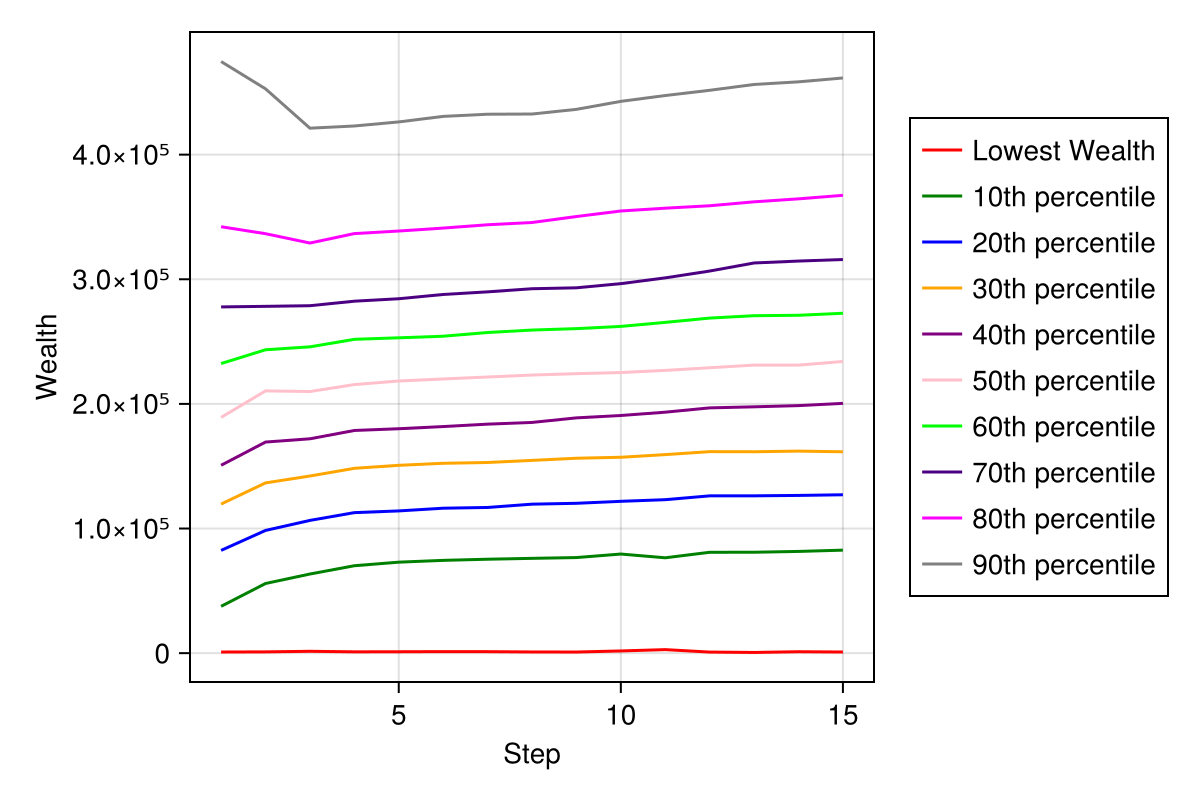 4.0×10⁵
3.0×10⁵
2.0×10⁵
1.0×10⁵
0
Wealth
5 10 15
Step
Lowest Wealth
10th percentile
20th percentile
30th percentile
40th percentile
50th percentile
60th percentile
70th percentile
80th percentile
90th percentile